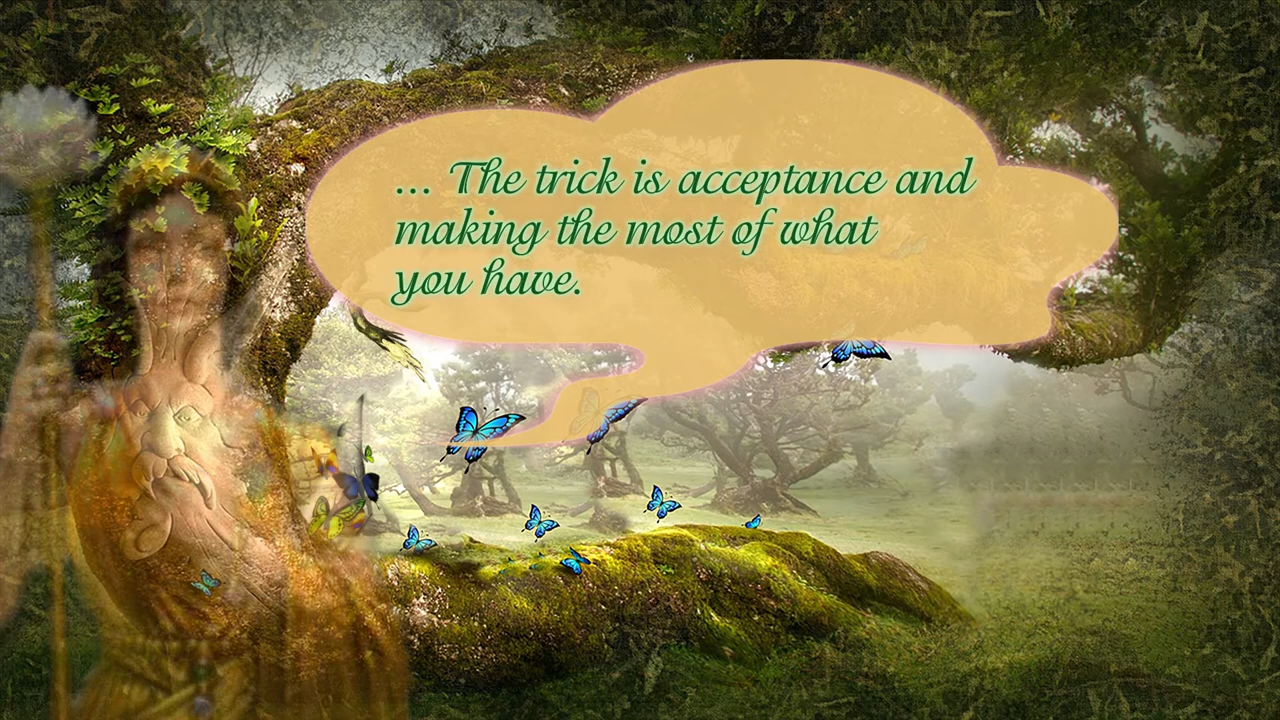 ... The trick is acceptance and
making the most of what
you have.